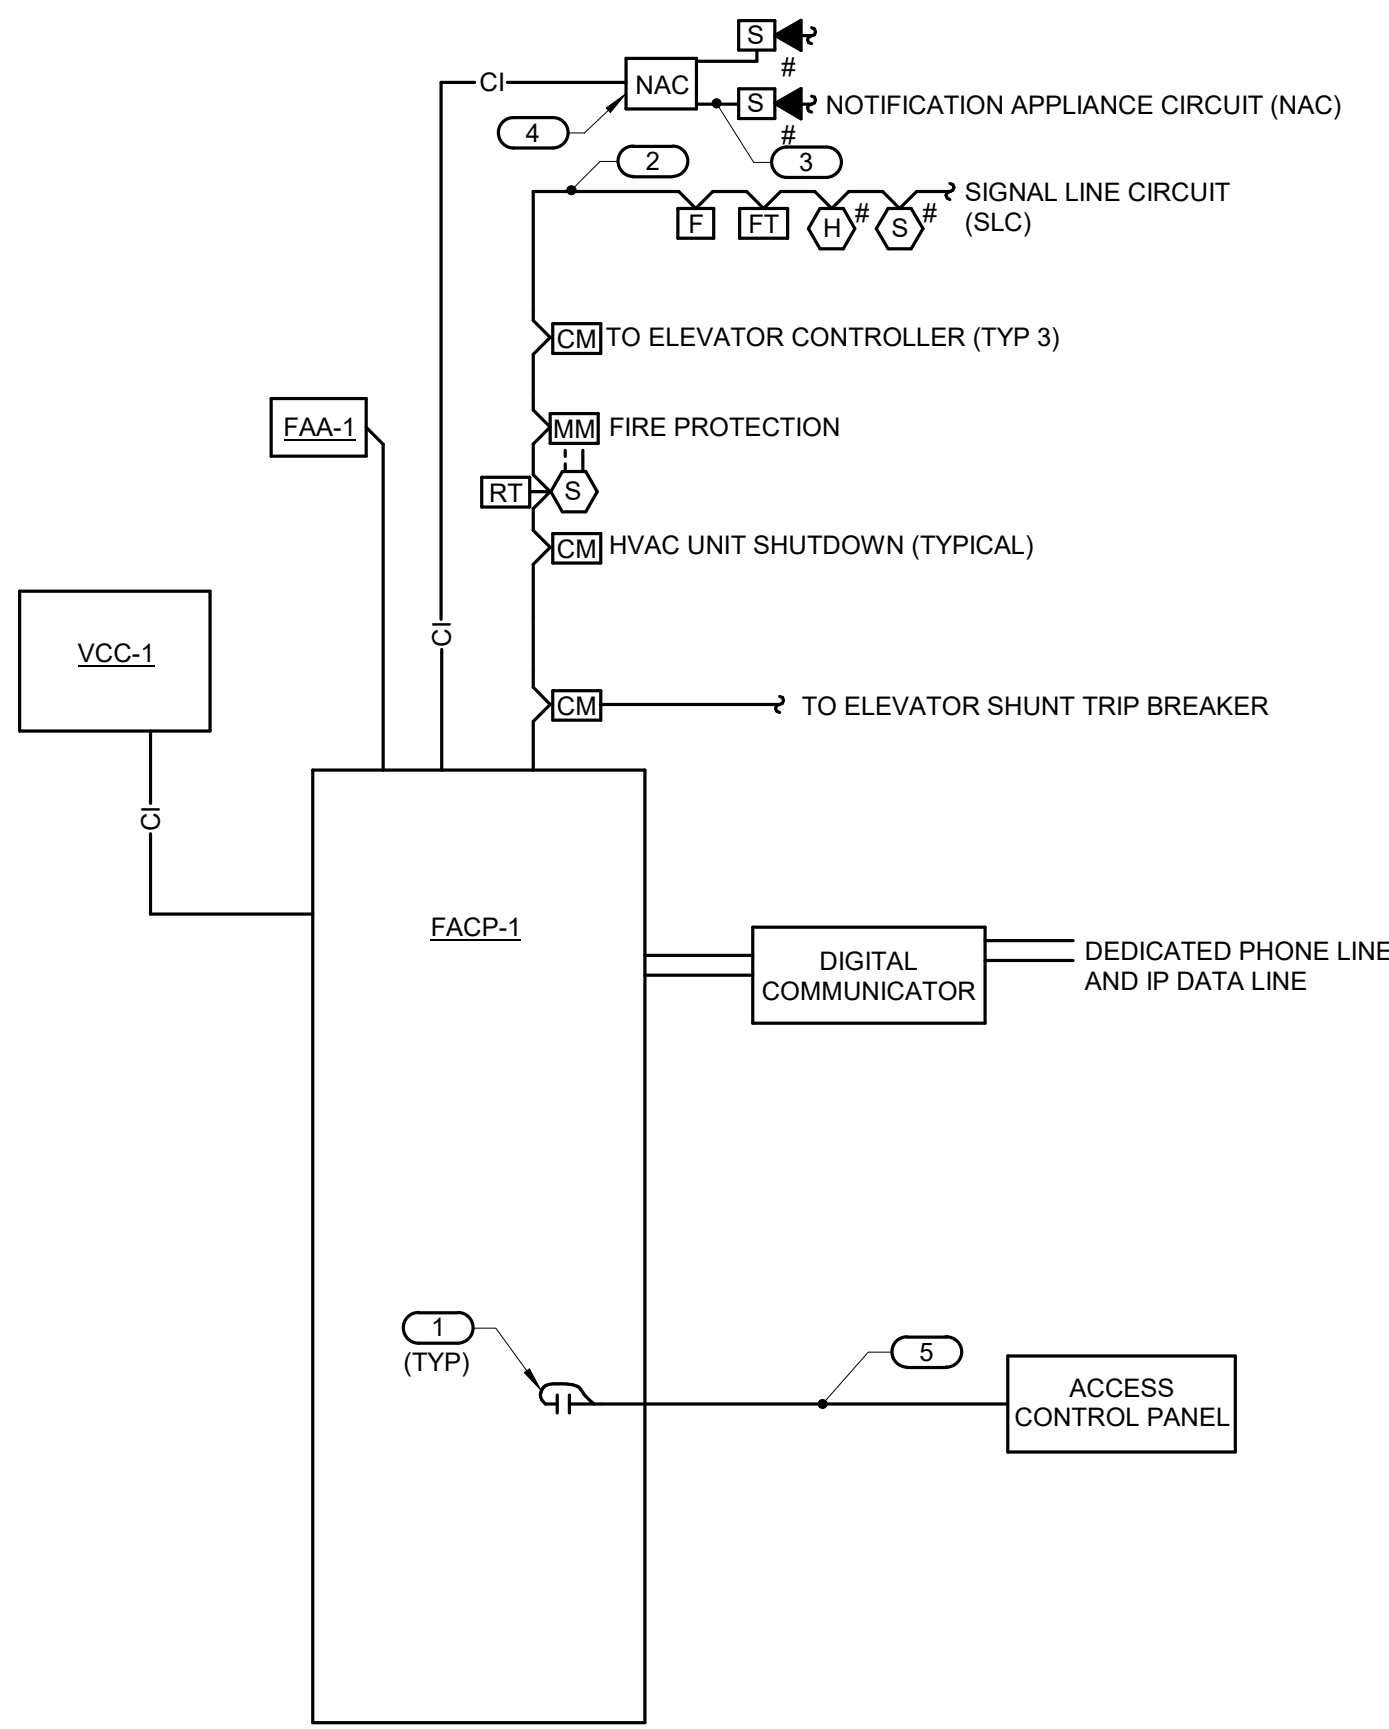 S
#
CI
NAC
S
NOTIFICATION APPLIANCE CIRCUIT (NAC)
#
4
2
3
SIGNAL LINE CIRCUIT
(SLC)
F
FT
H
#
S
#
CM
TO ELEVATOR CONTROLLER (TYP 3)
FAA-1
MM
FIRE PROTECTION
RT
S
CM
HVAC UNIT SHUTDOWN (TYPICAL)
CI
VCC-1
CM
TO ELEVATOR SHUNT TRIP BREAKER
CI
FACP-1
DIGITAL
COMMUNICATOR
DEDICATED PHONE LINE
AND IP DATA LINE
1
(TYP)
5
ACCESS
CONTROL PANEL